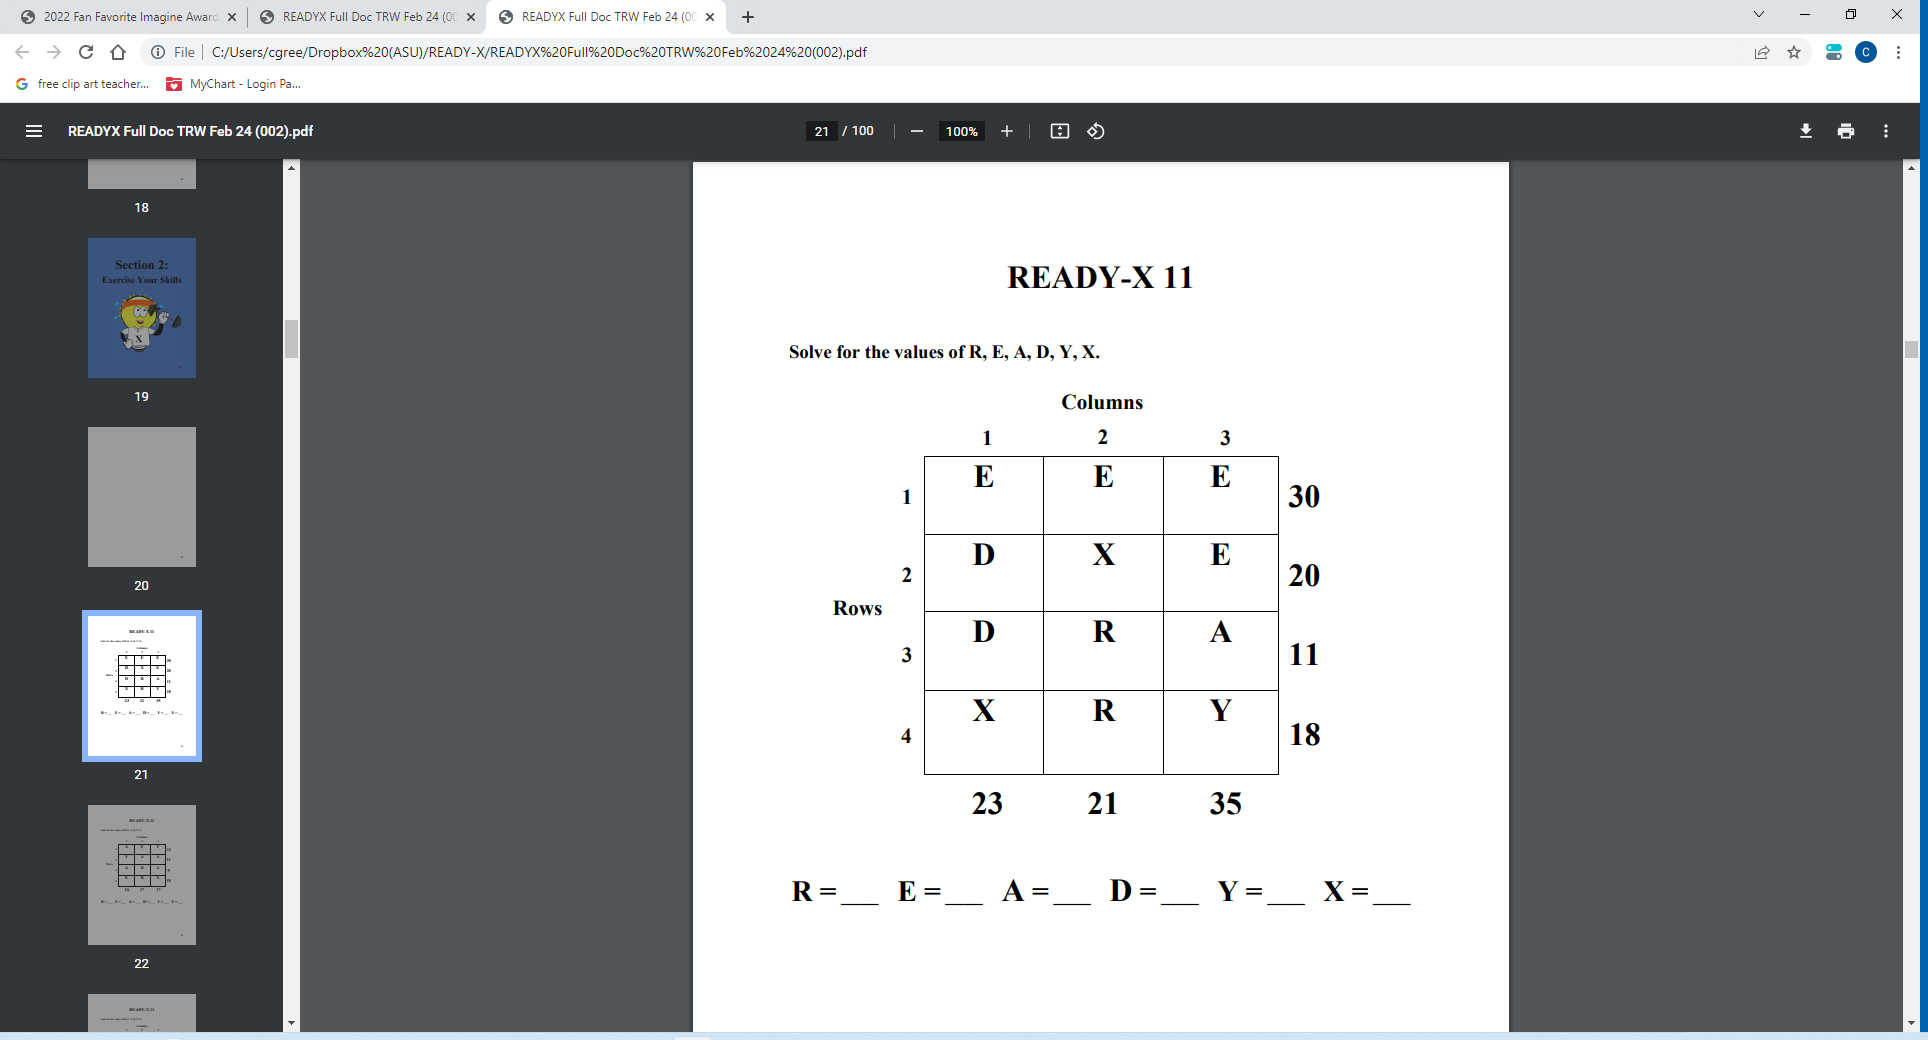 2022 Fan Favorite Imagine Award
READYX Full Doc TRW Feb 24 (00
READYX Full Doc TRW Feb 24 (00
File
C:/Users/cgree/Dropbox%20(ASU)/READY-X/READYX%20Full%20Doc%20TRW%20Feb%2024%20(002).pdf
C
free clip art teacher...
MyChart - Login Pa...
READYX Full Doc TRW Feb 24 (002).pdf
21 / 100
100%
18
Section 2:
Exercise Your Skills
X
19
20
21
22
READY-X 11
Solve for the values of R, E, A, D, Y, X.
Columns
1 2 3
1 E E E 30
2 D X E 20
Rows
3 D R A 11
4 X R Y 18
23 21 35
R = ___ E = ___ A = ___ D = ___ Y = ___ X = ___